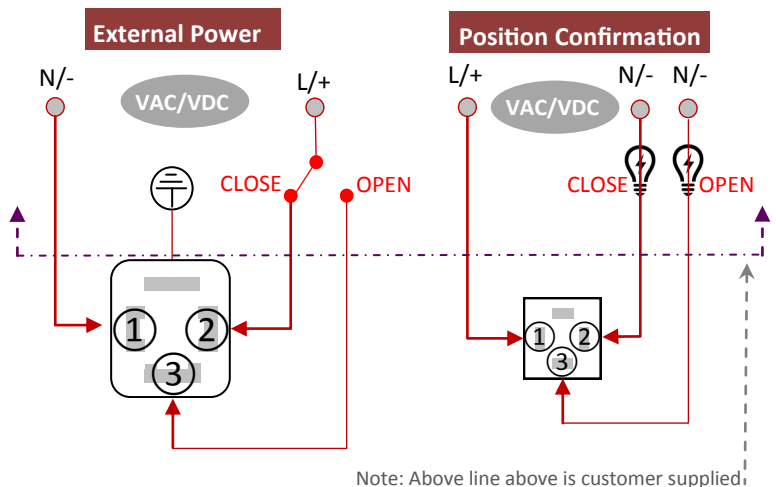 External Power
Position Confirmation
N/- VAC/VDC L/+
L/+ VAC/VDC N/- N/-
CLOSE OPEN
CLOSE OPEN
1 2
3
1 2
3
Note: Above line above is customer supplied